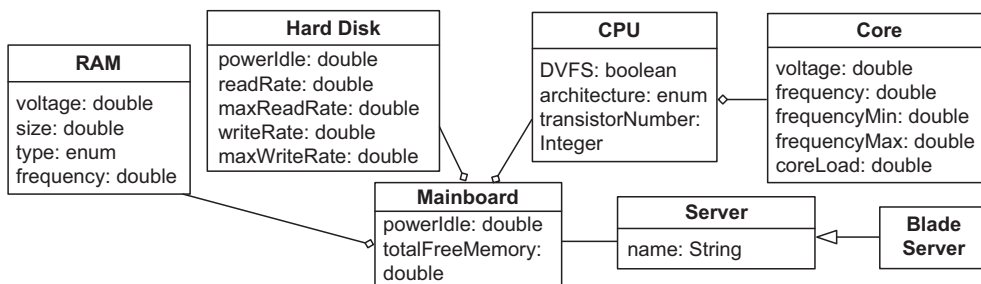 RAM
voltage: double
size: double
type: enum
frequency: double
Hard Disk
powerIdle: double
readRate: double
maxReadRate: double
writeRate: double
maxWriteRate: double
CPU
DVFS: boolean
architecture: enum
transistorNumber:
Integer
Core
voltage: double
frequency: double
frequencyMin: double
frequencyMax: double
coreLoad: double
Mainboard
powerIdle: double
totalFreeMemory:
double
Server
name: String
Blade
Server